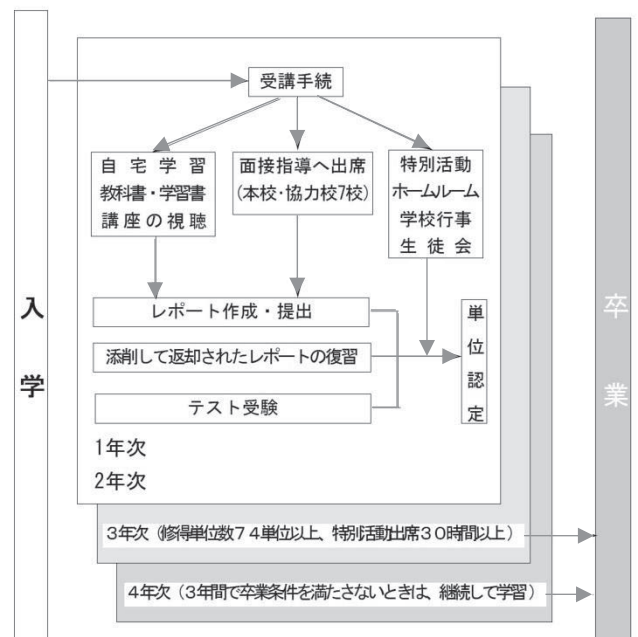 入学
受講手続
自宅学習
教科書・学習書
講座の視聴
面接指導へ出席
(本校・協力校7校)
特別活動
ホームルーム
学校行事
生徒会
レポート作成・提出
添削して返却されたレポートの復習
テスト受験
単位認定
1年次
2年次
3年次（修得単位数７４単位以上、特別活動出席３０時間以上）
4年次（３年間で卒業条件を満たさないときは、継続して学習）
卒業